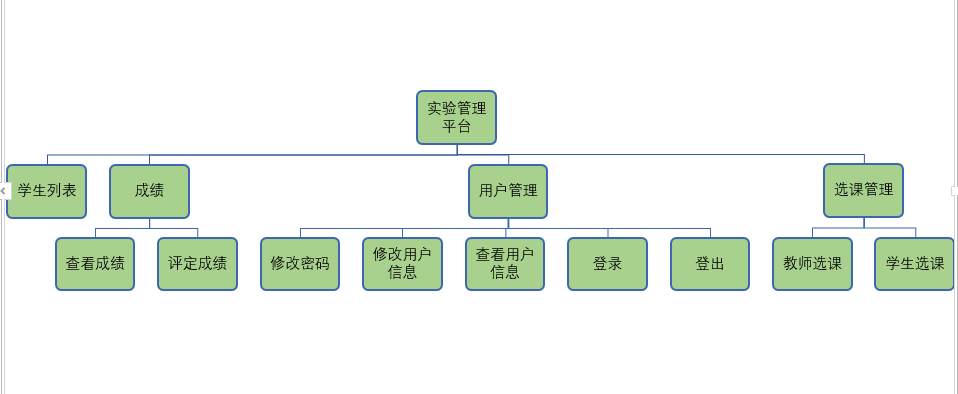 实验管理
平台
学生列表
成绩
用户管理
选课管理
查看成绩
评定成绩
修改密码
修改用户
信息
查看用户
信息
登录
登出
教师选课
学生选课